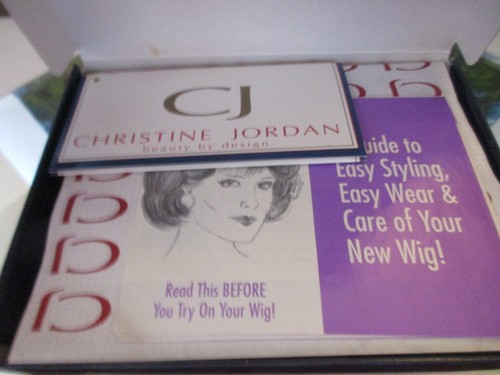 CJ
CHRISTINE JORDAN
beauty by design
uide to
Easy Styling,
Easy Wear &
Care of Your
New Wig!
Read This BEFORE
You Try On Your Wig!